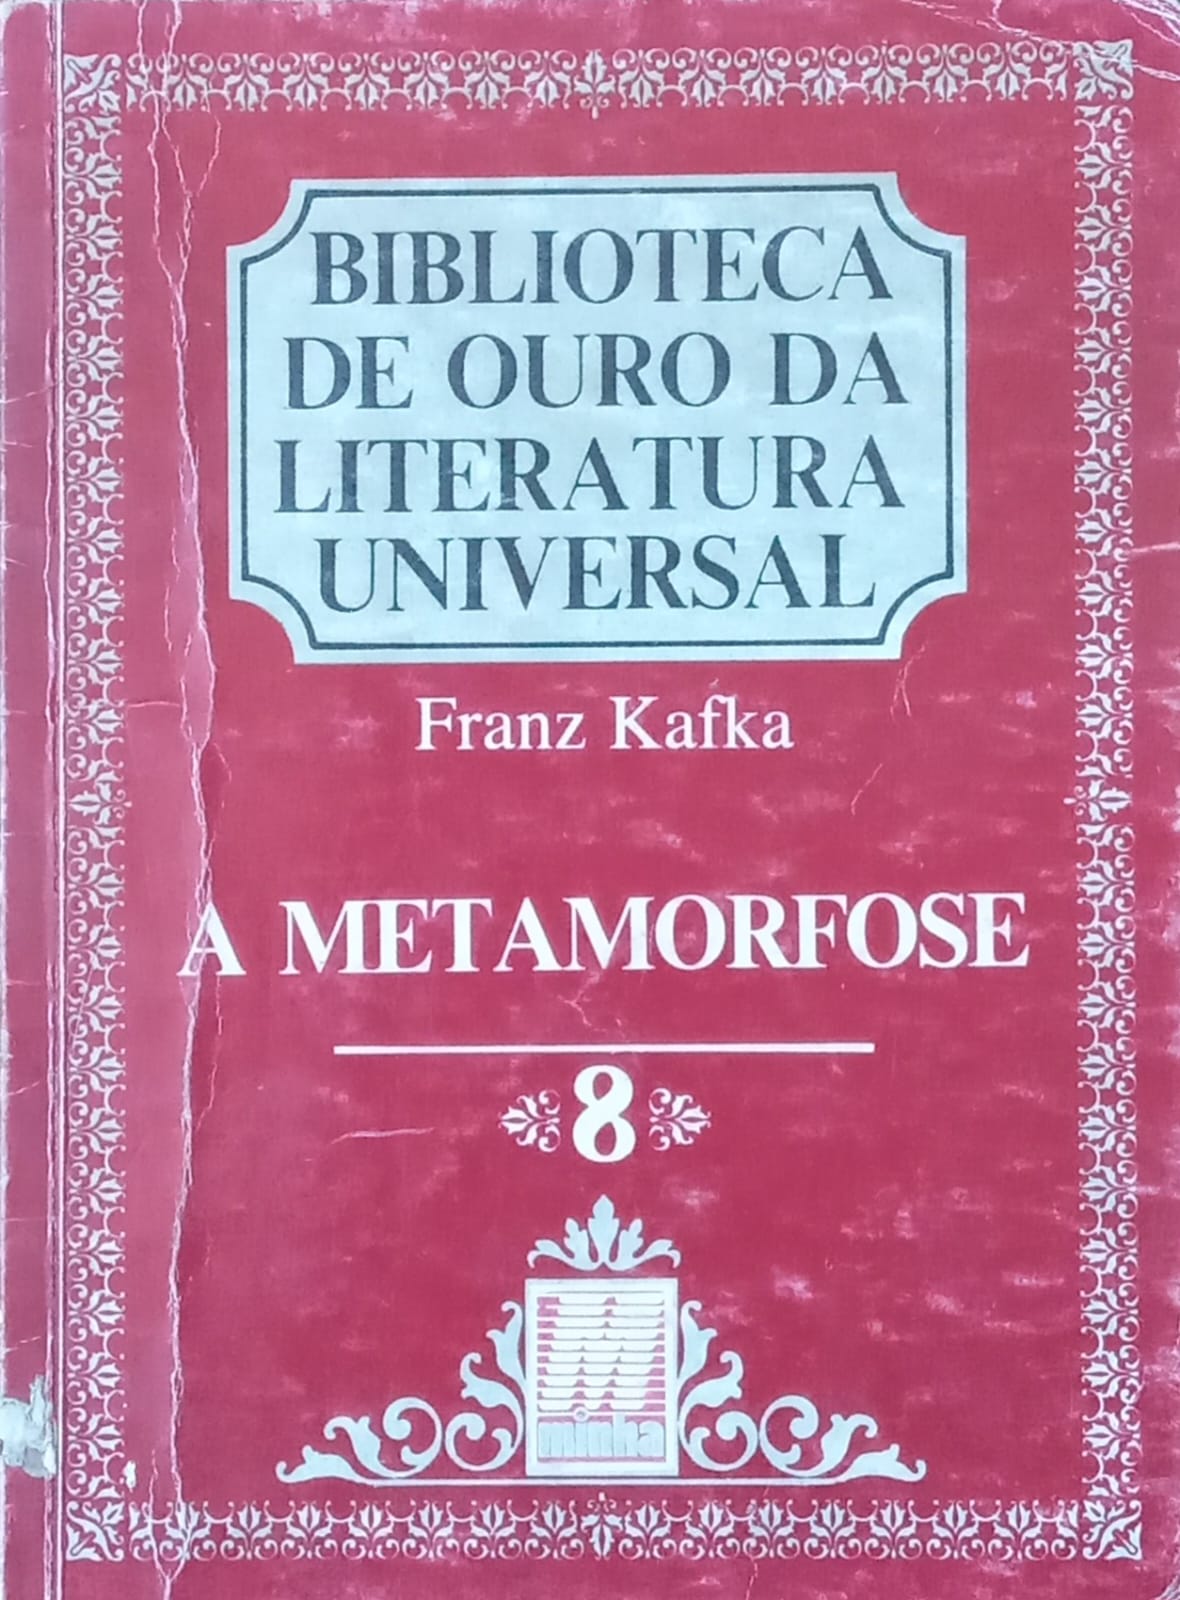 BIBLIOTECA
DE OURO DA
LITERATURA
UNIVERSAL
Franz Kafka
A METAMORFOSE
8
minha